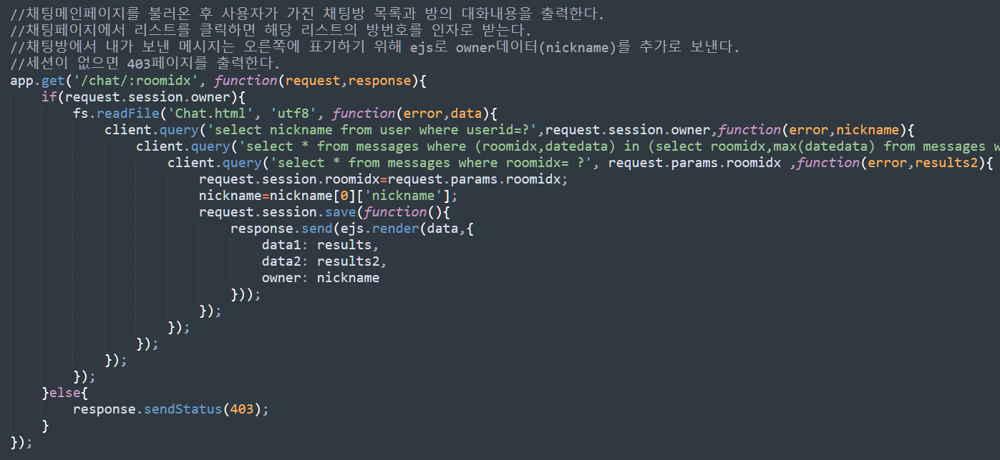 //채팅메인페이지를 불러온 후 사용자가 가진 채팅방 목록과 방의 대화내용을 출력한다.
//채팅페이지에서 리스트를 클릭하면 해당 리스트의 방번호를 인자로 받는다.
//채팅방에서 내가 보낸 메시지는 오른쪽에 표기하기 위해 ejs로 owner데이터(nickname)를 추가로 보낸다.
//세션이 없으면 403페이지를 출력한다.
app.get('/chat/:roomidx', function(request,response){
    if(request.session.owner){
        fs.readFile('Chat.html', 'utf8', function(error,data){
            client.query('select nickname from user where userid=?',request.session.owner,function(error,nickname){
                client.query('select * from messages where (roomidx,datedata) in (select roomidx,max(datedata) from messages
                    client.query('select * from messages where roomidx= ?', request.params.roomidx ,function(error,results2){
                        request.session.roomidx=request.params.roomidx;
                        nickname=nickname[0]['nickname'];
                        request.session.save(function(){
                            response.send(ejs.render(data,{
                                data1: results,
                                data2: results2,
                                owner: nickname
                            }));
                        });
                    });
                });
            });
        });
    }else{
        response.sendStatus(403);
    }
});